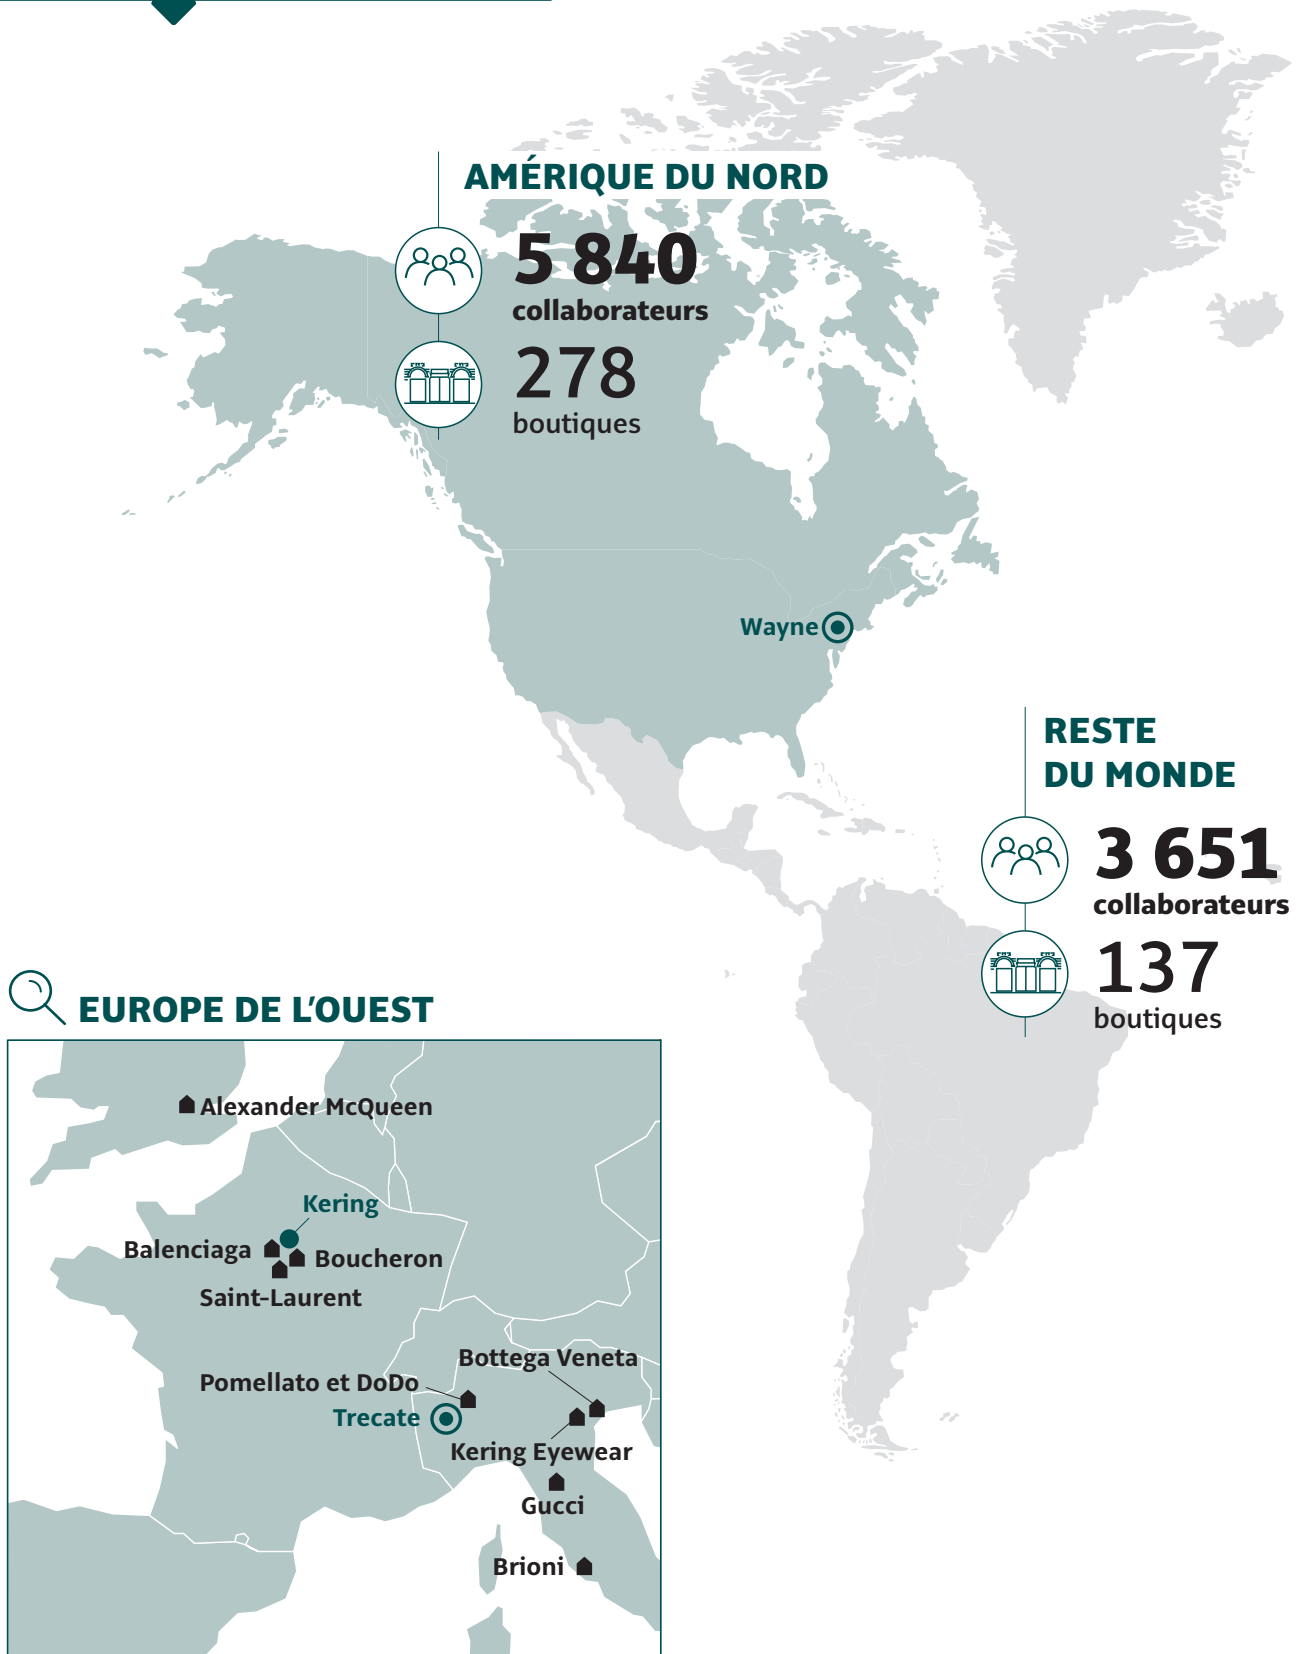 AMÉRIQUE DU NORD
5 840
collaborateurs
278
boutiques
Wayne
RESTE
DU MONDE
3 651
collaborateurs
137
boutiques
EUROPE DE L’OUEST
Alexander McQueen
Kering
Balenciaga
Boucheron
Saint-Laurent
Bottega Veneta
Pomellato et DoDo
Trecate
Kering Eyewear
Gucci
Brioni